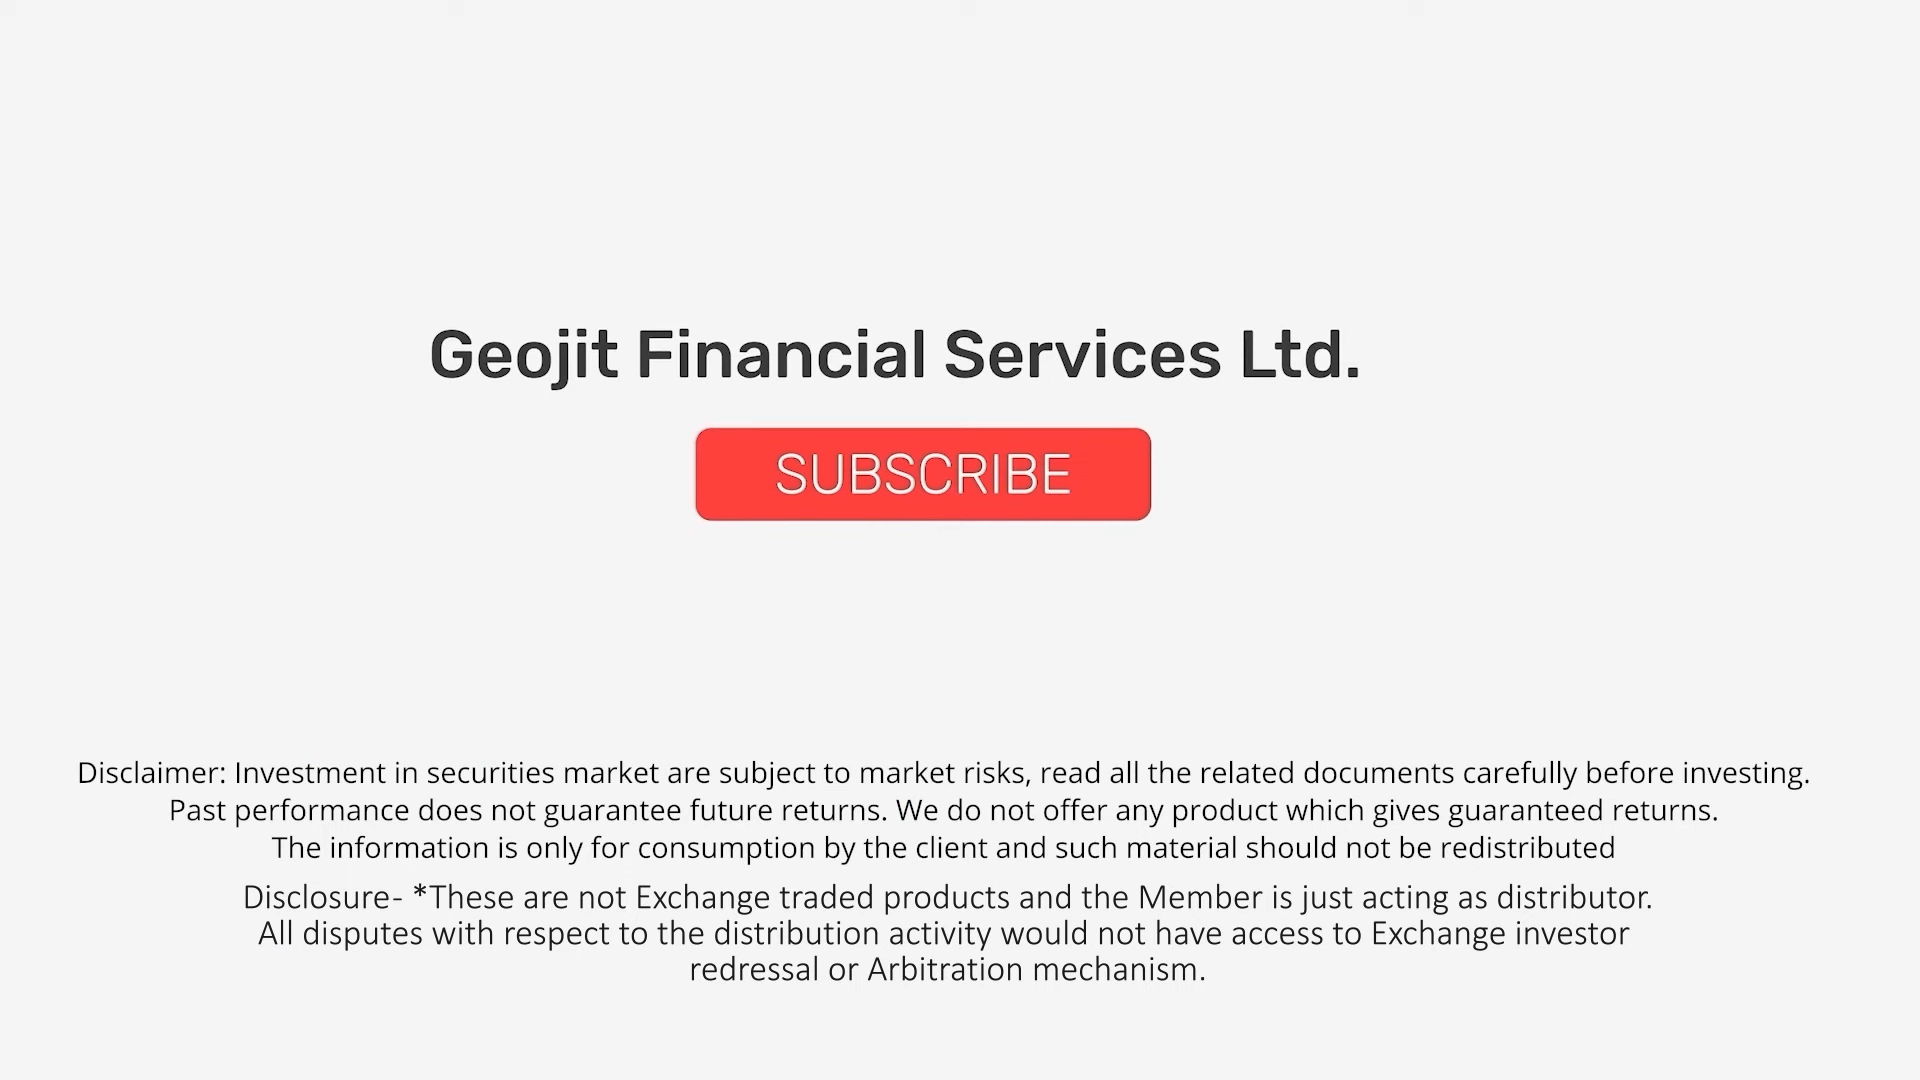 Geojit Financial Services Ltd.
SUBSCRIBE
Disclaimer: Investment in securities market are subject to market risks, read all the related documents carefully before investing.
Past performance does not guarantee future returns. We do not offer any product which gives guaranteed returns.
The information is only for consumption by the client and such material should not be redistributed
Disclosure- *These are not Exchange traded products and the Member is just acting as distributor.
All disputes with respect to the distribution activity would not have access to Exchange investor
redressal or Arbitration mechanism.